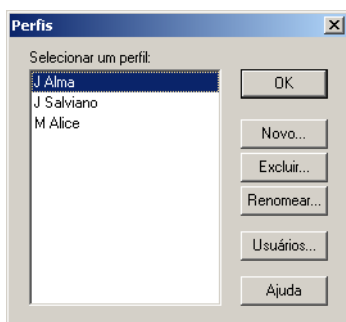 Perfis
Selecionar um perfil:
J Alma
J Salviano
M Alice
OK
Novo...
Excluir...
Renomear...
Usuários...
Ajuda